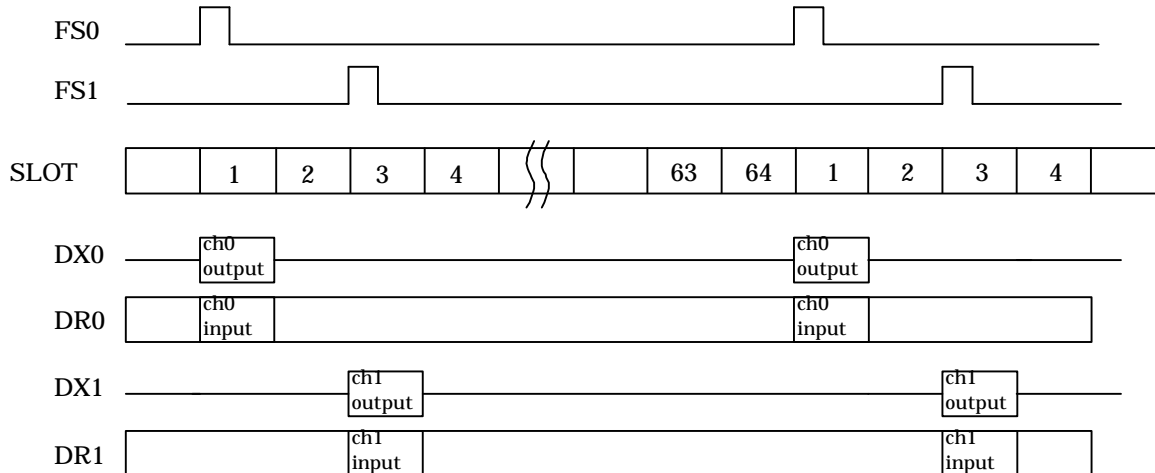 FS0
FS1
SLOT 1 2 3 4 63 64 1 2 3 4
DX0 ch0 ch0
output output
DR0 ch0 ch0
input input
DX1 ch1 ch1
output output
DR1 ch1 ch1
input input